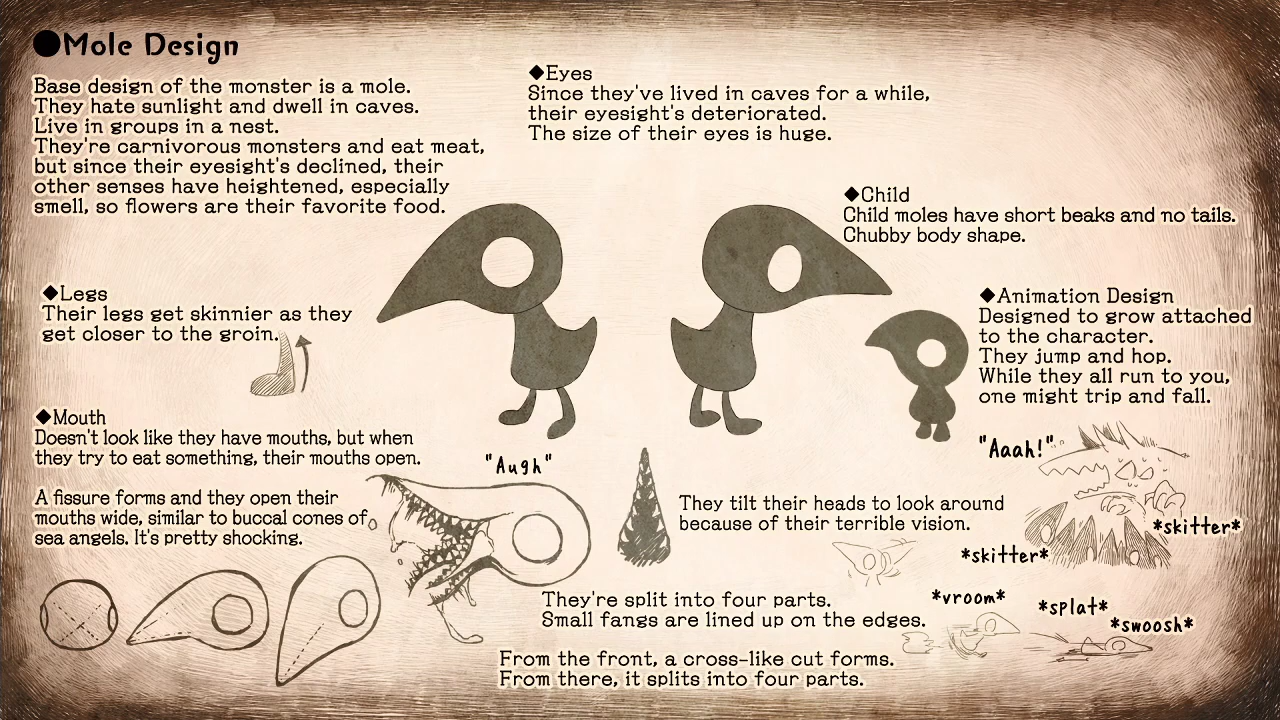 ●Mole Design
Base design of the monster is a mole.
They hate sunlight and dwell in caves.
Live in groups in a nest.
They're carnivorous monsters and eat meat,
but since their eyesight's declined, their
other senses have heightened, especially
smell, so flowers are their favorite food.
◆Eyes
Since they've lived in caves for a while,
their eyesight's deteriorated.
The size of their eyes is huge.
◆Child
Child moles have short beaks and no tails.
Chubby body shape.
◆Legs
Their legs get skinnier as they
get closer to the groin.
◆Animation Design
Designed to grow attached
to the character.
They jump and hop.
While they all run to you,
one might trip and fall.
◆Mouth
Doesn't look like they have mouths, but when
they try to eat something, their mouths open.
A fissure forms and they open their
mouths wide, similar to buccal cones of
sea angels. It's pretty shocking.
"Augh"
"Aaah!"
They tilt their heads to look around
because of their terrible vision.
*skitter*
*skitter*
They're split into four parts.
Small fangs are lined up on the edges.
*vroom*
*splat*
*swoosh*
From the front, a cross-like cut forms.
From there, it splits into four parts.